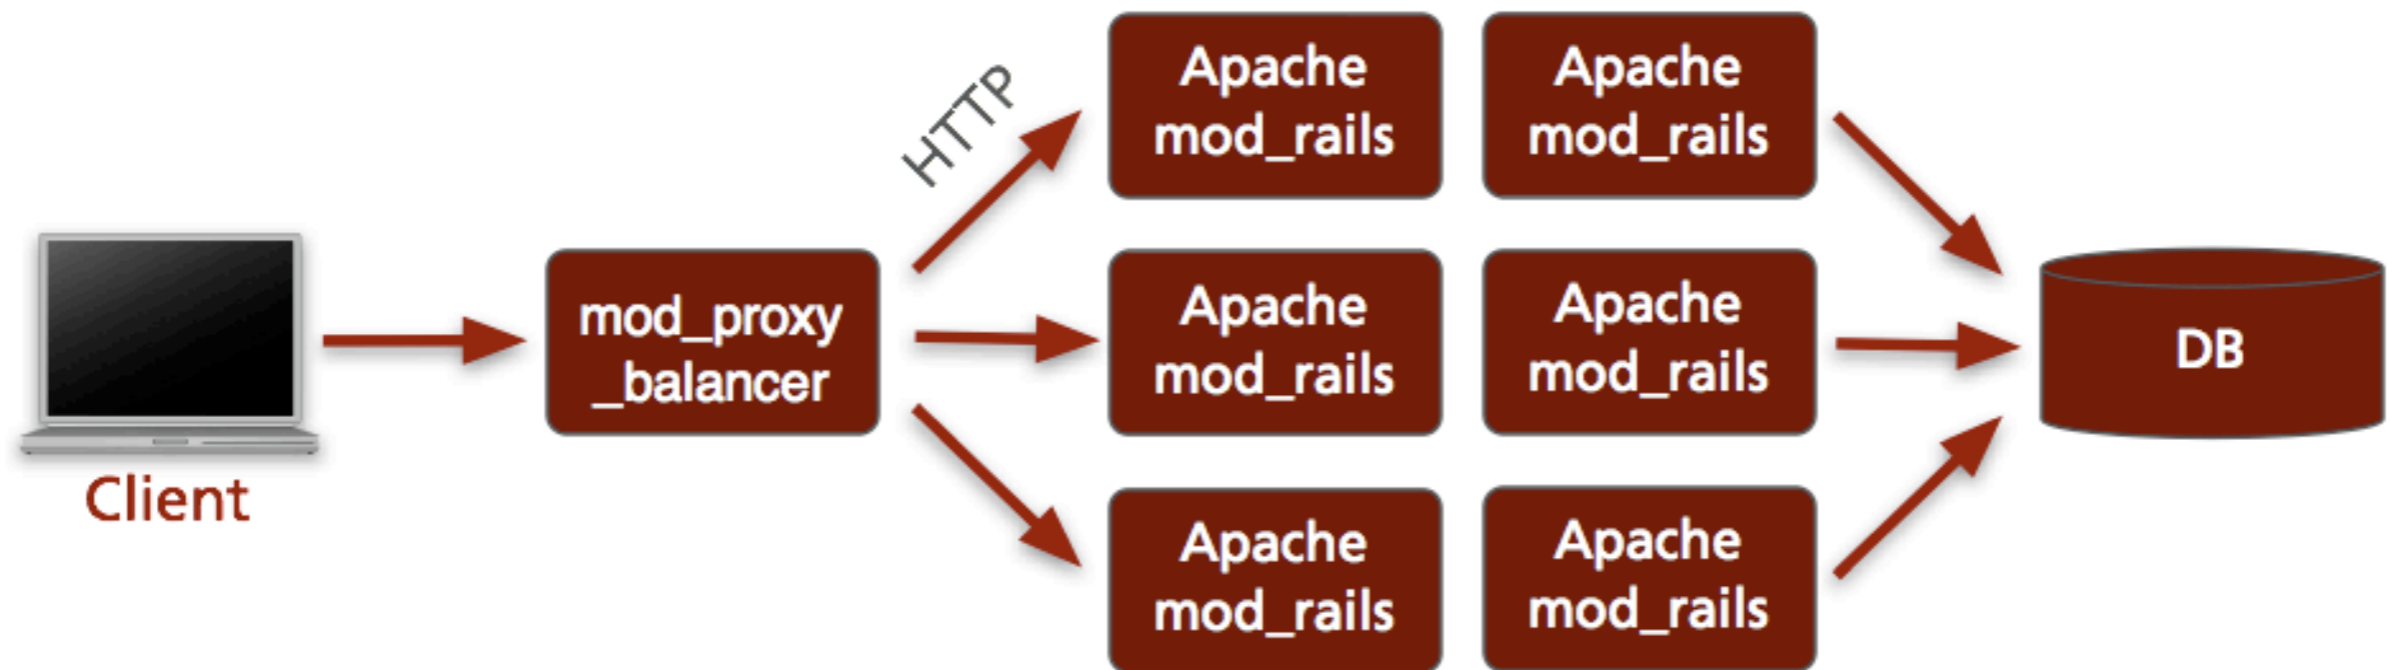 HTTP
Apache
mod_rails
Apache
mod_rails
Client
mod_proxy
_balancer
Apache
mod_rails
Apache
mod_rails
DB
Apache
mod_rails
Apache
mod_rails